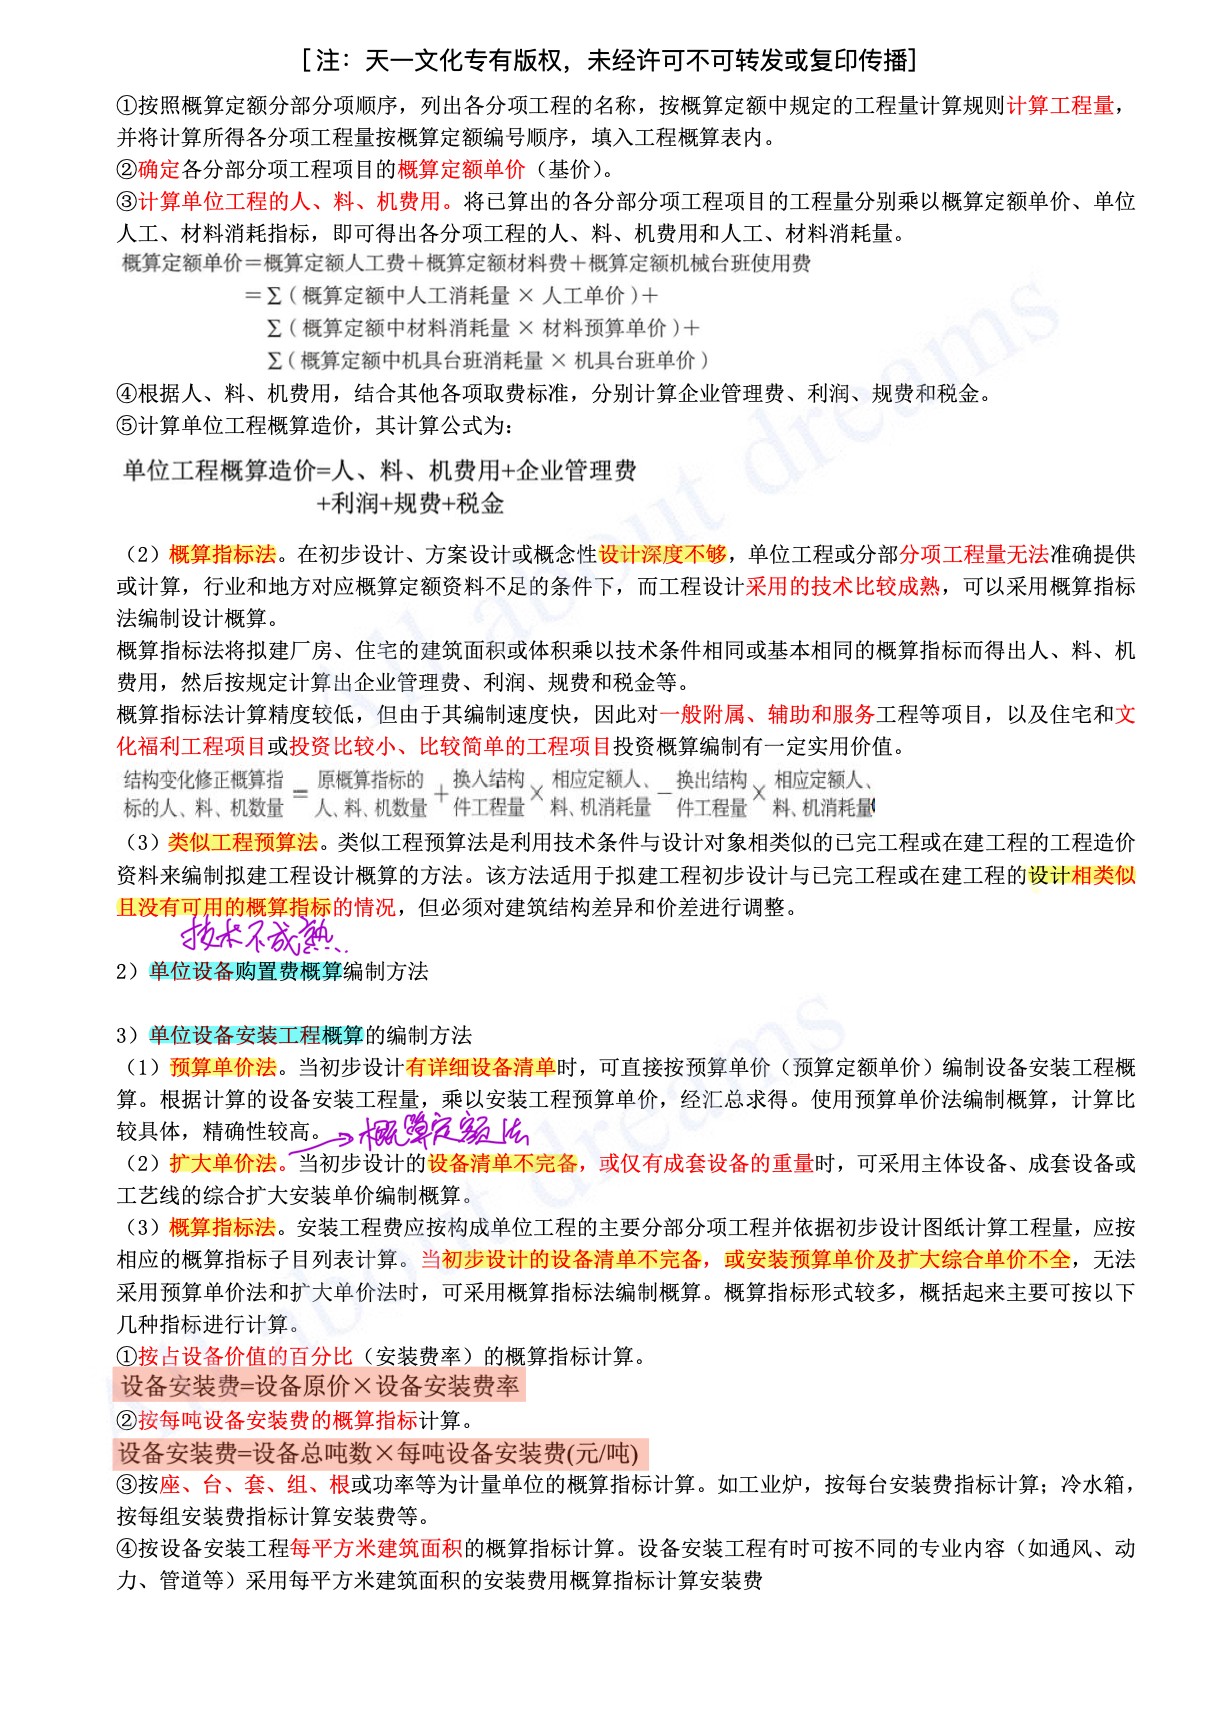 [注：天一文化专有版权，未经许可不可转发或复印传播]
①按照概算定额分部分项顺序，列出各分项工程的名称，按概算定额中规定的工程量计算规则计算工程量，
并将计算所得各分项工程量按概算定额编号顺序，填入工程概算表内。
②确定各分部分项工程项目的概算定额单价（基价）。
③计算单位工程的人、料、机费用。将已算出的各分部分项工程项目的工程量分别乘以概算定额单价、单位
人工、材料消耗指标，即可得出各分项工程的人、料、机费用和人工、材料消耗量。
概算定额单价＝概算定额人工费＋概算定额材料费＋概算定额机械台班使用费
＝∑（概算定额中人工消耗量 × 人工单价）＋
∑（概算定额中材料消耗量 × 材料预算单价）＋
∑（概算定额中机具台班消耗量 × 机具台班单价）
④根据人、料、机费用，结合其他各项取费标准，分别计算企业管理费、利润、规费和税金。
⑤计算单位工程概算造价，其计算公式为：
单位工程概算造价=人、料、机费用+企业管理费
+利润+规费+税金
（2）概算指标法。在初步设计、方案设计或概念性设计深度不够，单位工程或分部分项工程量无法准确提供
或计算，行业和地方对应概算定额资料不足的条件下，而工程设计采用的技术比较成熟，可以采用概算指标
法编制设计概算。
概算指标法将拟建厂房、住宅的建筑面积或体积乘以技术条件相同或基本相同的概算指标而得出人、料、机
费用，然后按规定计算出企业管理费、利润、规费和税金等。
概算指标法计算精度较低，但由于其编制速度快，因此对一般附属、辅助和服务工程等项目，以及住宅和文
化福利工程项目或投资比较小、比较简单的工程项目投资概算编制有一定实用价值。
结构变化修正概算指标的人、料、机数量 ＝ 原概算指标的人、料、机数量 ＋ 换入结构件工程量 × 相应定额人、料、机消耗量 − 换出结构件工程量 × 相应定额人、料、机消耗量
（3）类似工程预算法。类似工程预算法是利用技术条件与设计对象相类似的已完工程或在建工程的工程造价
资料来编制拟建工程设计概算的方法。该方法适用于拟建工程初步设计与已完工程或在建工程的设计相类似
且没有可用的概算指标的情况，但必须对建筑结构差异和价差进行调整。
技术不成熟
2）单位设备购置费概算编制方法
3）单位设备安装工程概算的编制方法
（1）预算单价法。当初步设计有详细设备清单时，可直接按预算单价（预算定额单价）编制设备安装工程概
算。根据计算的设备安装工程量，乘以安装工程预算单价，经汇总求得。使用预算单价法编制概算，计算比
较具体，精确性较高。
→概算定额法
（2）扩大单价法。当初步设计的设备清单不完备，或仅有成套设备的重量时，可采用主体设备、成套设备或
工艺线的综合扩大安装单价编制概算。
（3）概算指标法。安装工程费应按构成单位工程的主要分部分项工程并依据初步设计图纸计算工程量，应按
相应的概算指标子目列表计算。当初步设计的设备清单不完备，或安装预算单价及扩大综合单价不全，无法
采用预算单价法和扩大单价法时，可采用概算指标法编制概算。概算指标形式较多，概括起来主要可按以下
几种指标进行计算。
①按占设备价值的百分比（安装费率）的概算指标计算。
设备安装费=设备原价×设备安装费率
②按每吨设备安装费的概算指标计算。
设备安装费=设备总吨数×每吨设备安装费(元/吨)
③按座、台、套、组、根或功率等为计量单位的概算指标计算。如工业炉，按每台安装费指标计算；冷水箱，
按每组安装费指标计算安装费等。
④按设备安装工程每平方米建筑面积的概算指标计算。设备安装工程有时可按不同的专业内容（如通风、动
力、管道等）采用每平方米建筑面积的安装费用概算指标计算安装费
All about dreams
All about dreams